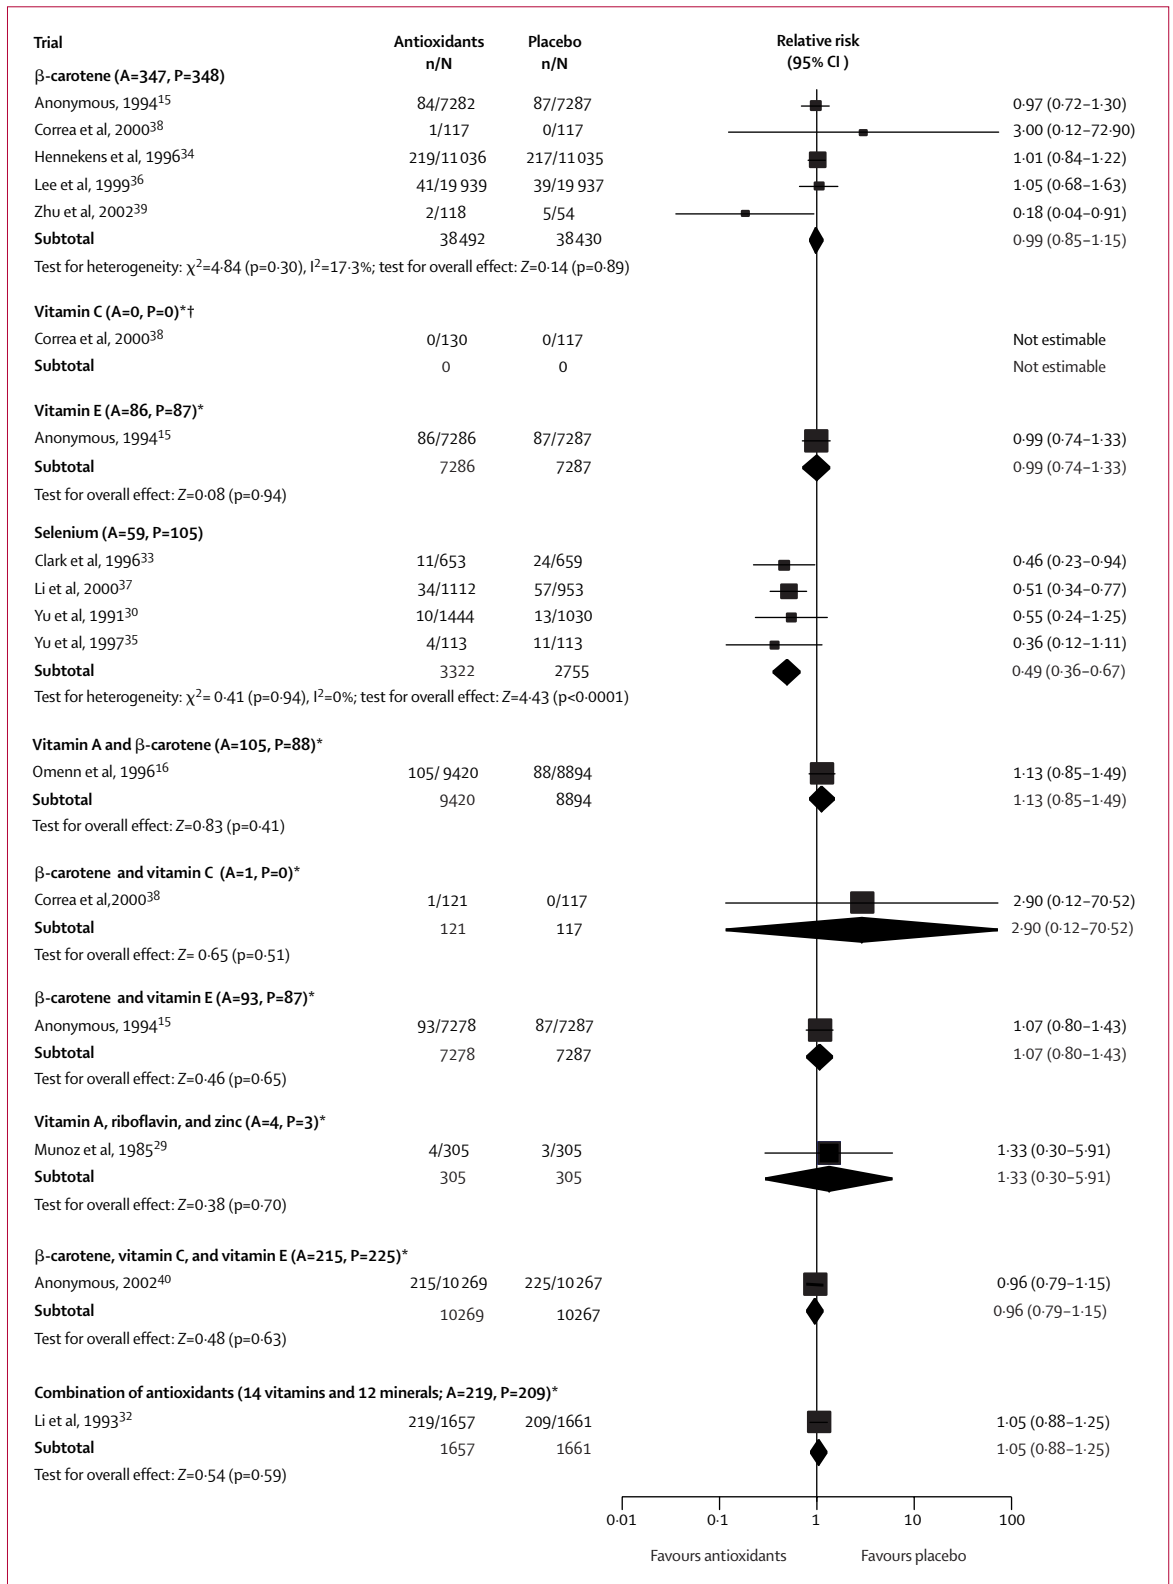 Trial Antioxidants Placebo Relative risk
n/N n/N (95% CI )
β-carotene (A=347, P=348)
Anonymous, 1994¹⁵ 84/7282 87/7287 0·97 (0·72–1·30)
Correa et al, 2000³⁸ 1/117 0/117 3·00 (0·12–72·90)
Hennekens et al, 1996³⁴ 219/11 036 217/11 035 1·01 (0·84–1·22)
Lee et al, 1999³⁶ 41/19 939 39/19 937 1·05 (0·68–1·63)
Zhu et al, 2002³⁹ 2/118 5/54 0·18 (0·04–0·91)
Subtotal 38 492 38 430 0·99 (0·85–1·15)
Test for heterogeneity: χ²=4·84 (p=0·30), I²=17·3%; test for overall effect: Z=0·14 (p=0·89)
Vitamin C (A=0, P=0)*†
Correa et al, 2000³⁸ 0/130 0/117 Not estimable
Subtotal 0 0 Not estimable
Vitamin E (A=86, P=87)*
Anonymous, 1994¹⁵ 86/7286 87/7287 0·99 (0·74–1·33)
Subtotal 7286 7287 0·99 (0·74–1·33)
Test for overall effect: Z=0·08 (p=0·94)
Selenium (A=59, P=105)
Clark et al, 1996³³ 11/653 24/659 0·46 (0·23–0·94)
Li et al, 2000³⁷ 34/1112 57/953 0·51 (0·34–0·77)
Yu et al, 1991³⁰ 10/1444 13/1030 0·55 (0·24–1·25)
Yu et al, 1997³⁵ 4/113 11/113 0·36 (0·12–1·11)
Subtotal 3322 2755 0·49 (0·36–0·67)
Test for heterogeneity: χ²= 0·41 (p=0·94), I²=0%; test for overall effect: Z=4·43 (p<0·0001)
Vitamin A and β-carotene (A=105, P=88)*
Omenn et al, 1996¹⁶ 105/ 9420 88/8894 1·13 (0·85–1·49)
Subtotal 9420 8894 1·13 (0·85–1·49)
Test for overall effect: Z=0·83 (p=0·41)
β-carotene and vitamin C (A=1, P=0)*
Correa et al,2000³⁸ 1/121 0/117 2·90 (0·12–70·52)
Subtotal 121 117 2·90 (0·12–70·52)
Test for overall effect: Z= 0·65 (p=0·51)
β-carotene and vitamin E (A=93, P=87)*
Anonymous, 1994¹⁵ 93/7278 87/7287 1·07 (0·80–1·43)
Subtotal 7278 7287 1·07 (0·80–1·43)
Test for overall effect: Z=0·46 (p=0·65)
Vitamin A, riboflavin, and zinc (A=4, P=3)*
Munoz et al, 1985²⁹ 4/305 3/305 1·33 (0·30–5·91)
Subtotal 305 305 1·33 (0·30–5·91)
Test for overall effect: Z=0·38 (p=0·70)
β-carotene, vitamin C, and vitamin E (A=215, P=225)*
Anonymous, 2002⁴⁰ 215/10 269 225/10 267 0·96 (0·79–1·15)
Subtotal 10269 10267 0·96 (0·79–1·15)
Test for overall effect: Z=0·48 (p=0·63)
Combination of antioxidants (14 vitamins and 12 minerals; A=219, P=209)*
Li et al, 1993³² 219/1657 209/1661 1·05 (0·88–1·25)
Subtotal 1657 1661 1·05 (0·88–1·25)
Test for overall effect: Z=0·54 (p=0·59)
0·01 0·1 1 10 100
Favours antioxidants Favours placebo